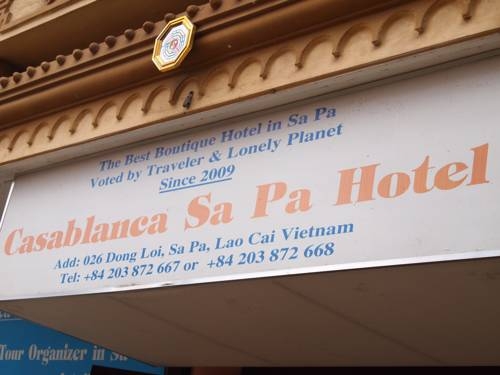 The Best Boutique Hotel in Sa Pa
Voted by Traveler & Lonely Planet
Since 2009
Casablanca Sa Pa Hotel
Add: 026 Dong Loi, Sa Pa, Lao Cai Vietnam
Tel: +84 203 872 667 or +84 203 872 668
Tour Organizer in Sa